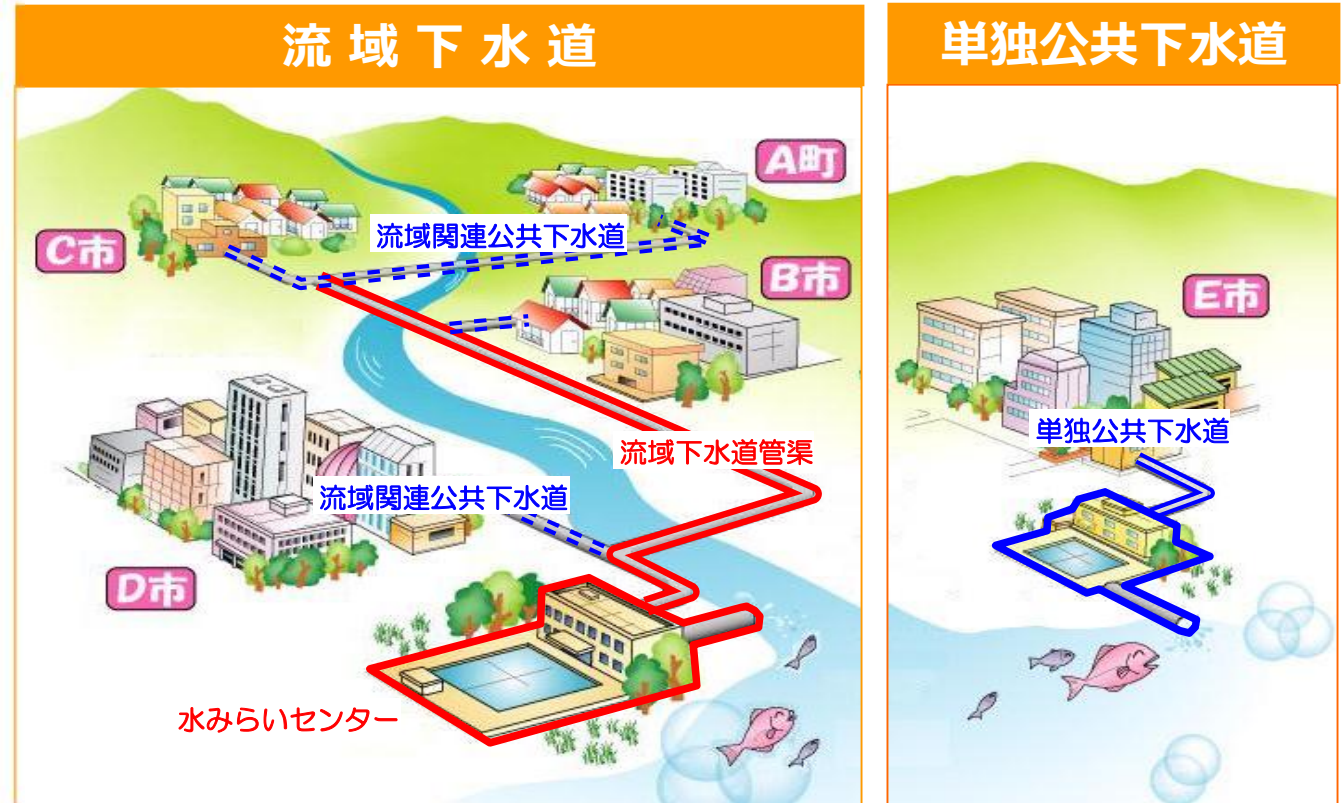 流域下水道
単独公共下水道
A町
C市
流域関連公共下水道
B市
E市
単独公共下水道
流域下水道管渠
流域関連公共下水道
D市
水みらいセンター